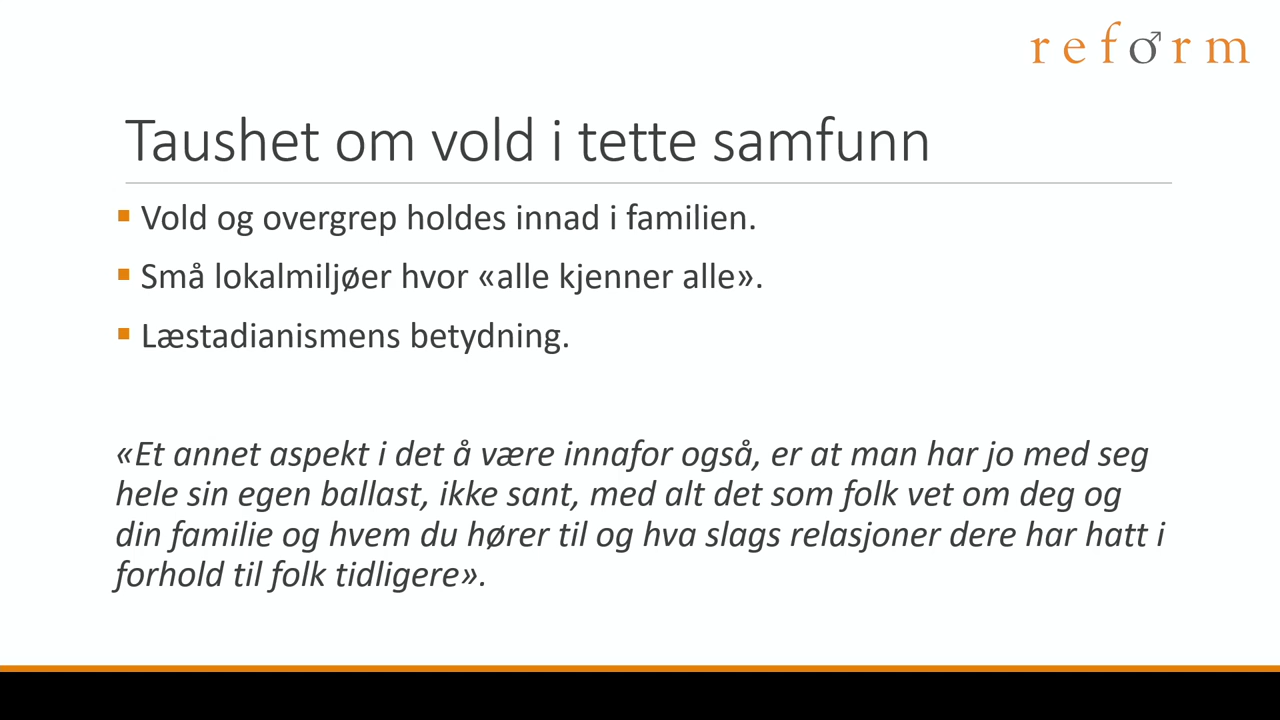 reform
Taushet om vold i tette samfunn
▪ Vold og overgrep holdes innad i familien.
▪ Små lokalmiljøer hvor «alle kjenner alle».
▪ Læstadianismens betydning.
«Et annet aspekt i det å være innafor også, er at man har jo med seg
hele sin egen ballast, ikke sant, med alt det som folk vet om deg og
din familie og hvem du hører til og hva slags relasjoner dere har hatt i
forhold til folk tidligere».